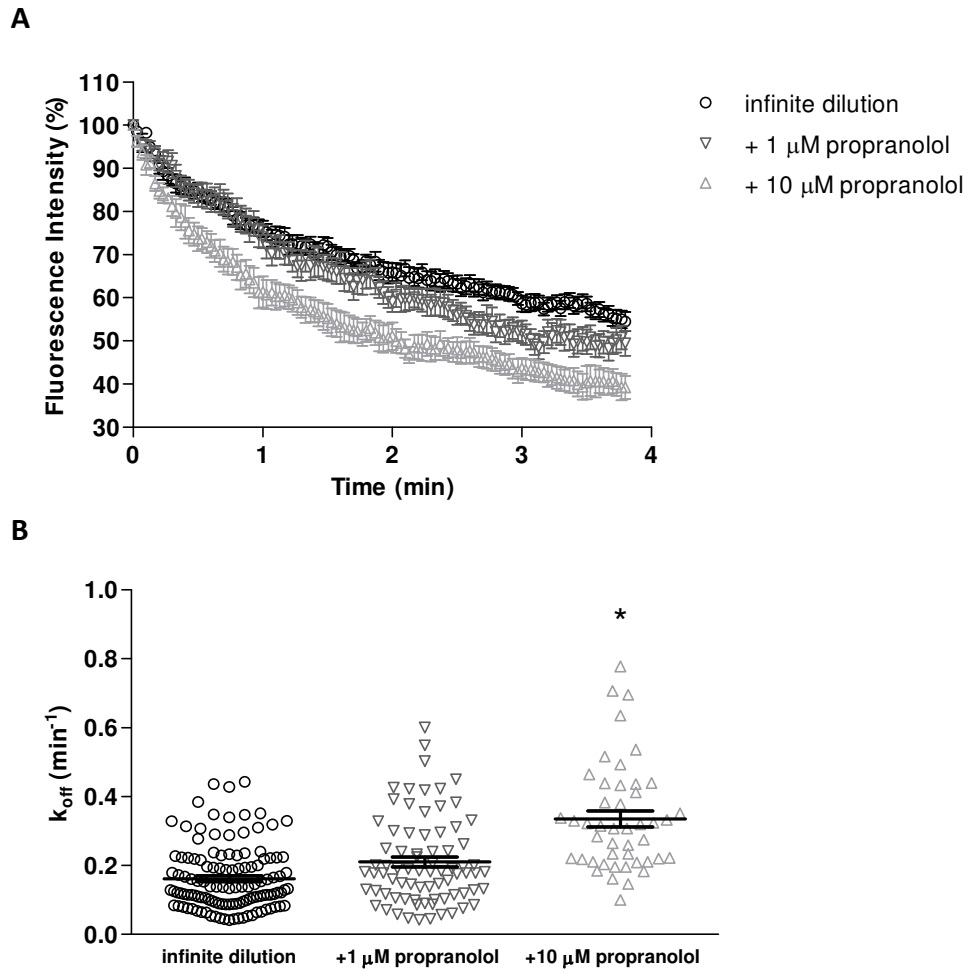 A
Fluorescence Intensity (%)
110
100
90
80
70
60
50
40
30
0 1 2 3 4
Time (min)
infinite dilution
+ 1 μM propranolol
+ 10 μM propranolol
B
k_off (min⁻¹)
1.0
0.8
0.6
0.4
0.2
0.0
*
infinite dilution +1 μM propranolol +10 μM propranolol